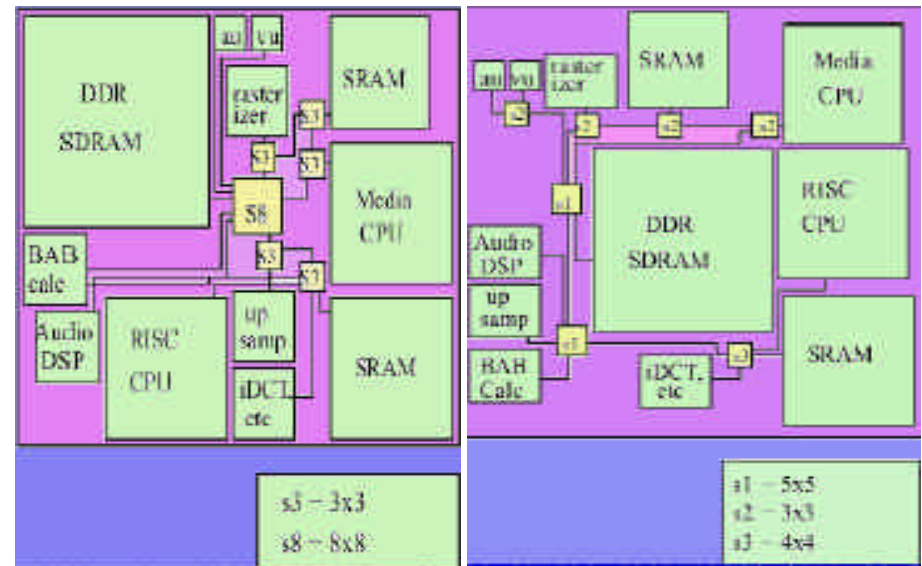 au
vu
DDR
SDRAM
raster
izer
S3
SRAM
S3
S3
S8
Media
CPU
BAB
calc
S3
S3
Audio
DSP
RISC
CPU
up
samp
iDCT,
etc
SRAM
s3 - 3x3
s8 - 8x8
au
vu
raster
izer
SRAM
Media
CPU
s2
s2
s2
s2
s1
DDR
SDRAM
RISC
CPU
Audio
DSP
up
samp
s1
BAB
Calc
s3
iDCT,
etc
SRAM
s1 - 5x5
s2 - 3x3
s3 - 4x4